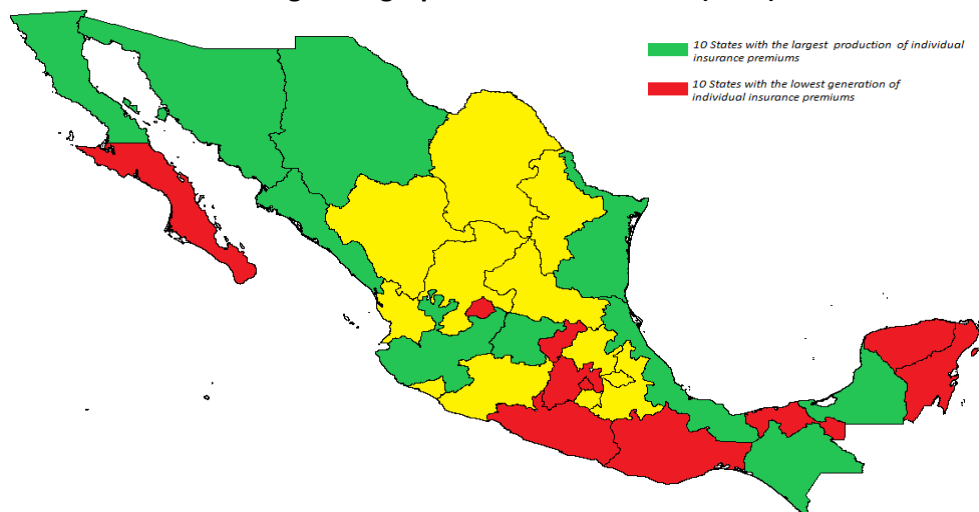 10 States with the largest production of individual
insurance premiums
10 States with the lowest generation of
individual insurance premiums